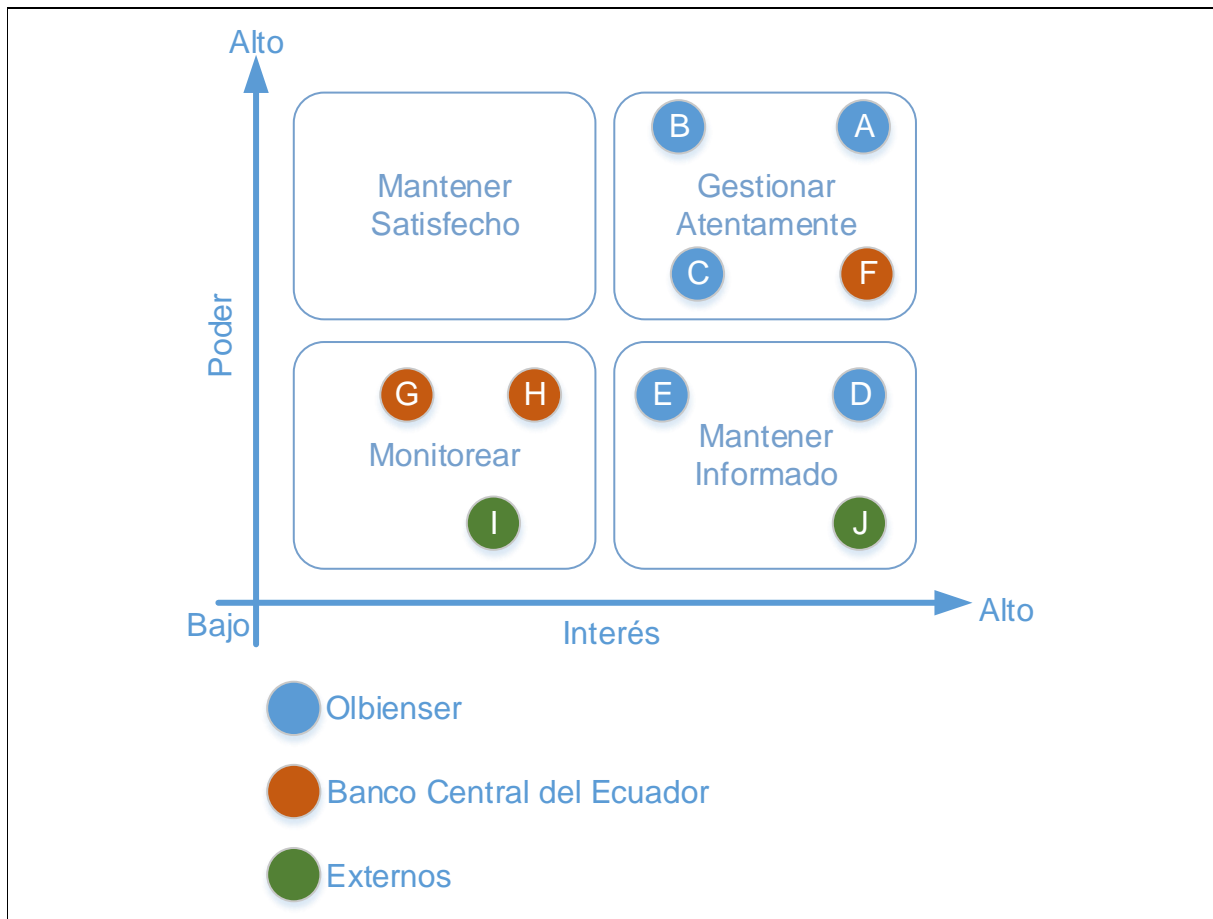 Alto
B
A
Mantener
Satisfecho
Gestionar
Atentamente
C
F
Poder
G
H
E
D
Monitorear
Mantener
Informado
I
J
Bajo
Interés
Alto
Olbienser
Banco Central del Ecuador
Externos